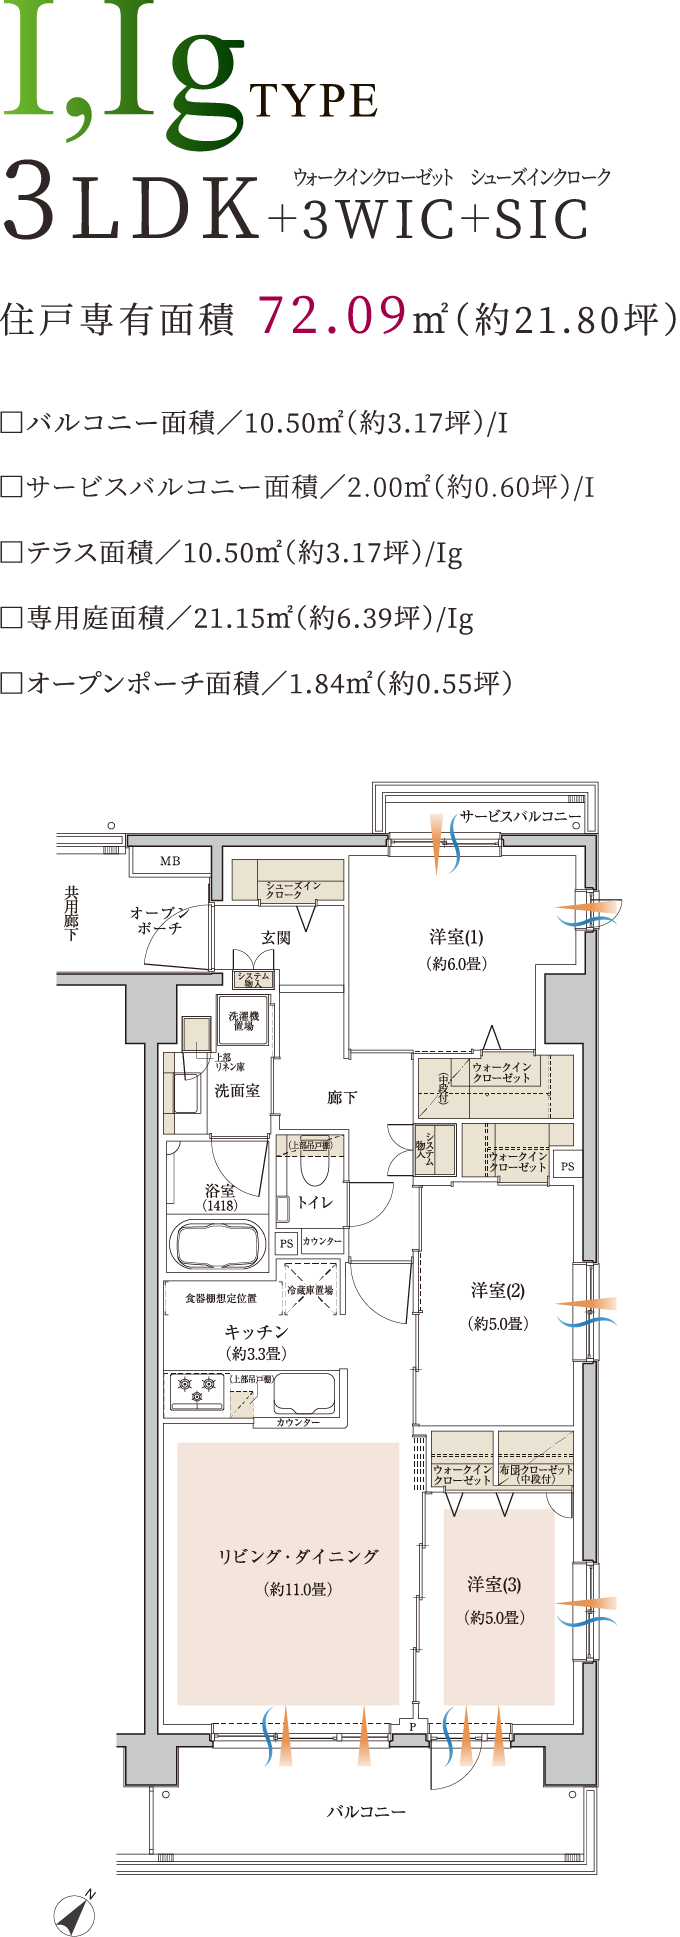 I,Ig TYPE
ウォークインクローゼット シューズインクローク
3LDK+3WIC+SIC
住戸専有面積 72.09㎡（約21.80坪）
□バルコニー面積／10.50㎡（約3.17坪）/I
□サービスバルコニー面積／2.00㎡（約0.60坪）/I
□テラス面積／10.50㎡（約3.17坪）/Ig
□専用庭面積／21.15㎡（約6.39坪）/Ig
□オープンポーチ面積／1.84㎡（約0.55坪）
サービスバルコニー
MB
共用廊下
オープン
ポーチ
シューズイン
クローク
玄関
洋室(1)
（約6.0畳）
システム
物入
洗濯機
置場
上部
リネン庫
洗面室
廊下
（中段付）
ウォークイン
クローゼット
システム
物入
ウォークイン
クローゼット
PS
（上部吊戸棚）
トイレ
浴室
（1418）
PS
カウンター
食器棚想定位置
冷蔵庫置場
洋室(2)
（約5.0畳）
キッチン
（約3.3畳）
（上部吊戸棚）
カウンター
ウォークイン
クローゼット
布団クローゼット
（中段付）
リビング・ダイニング
（約11.0畳）
洋室(3)
（約5.0畳）
P
バルコニー
N